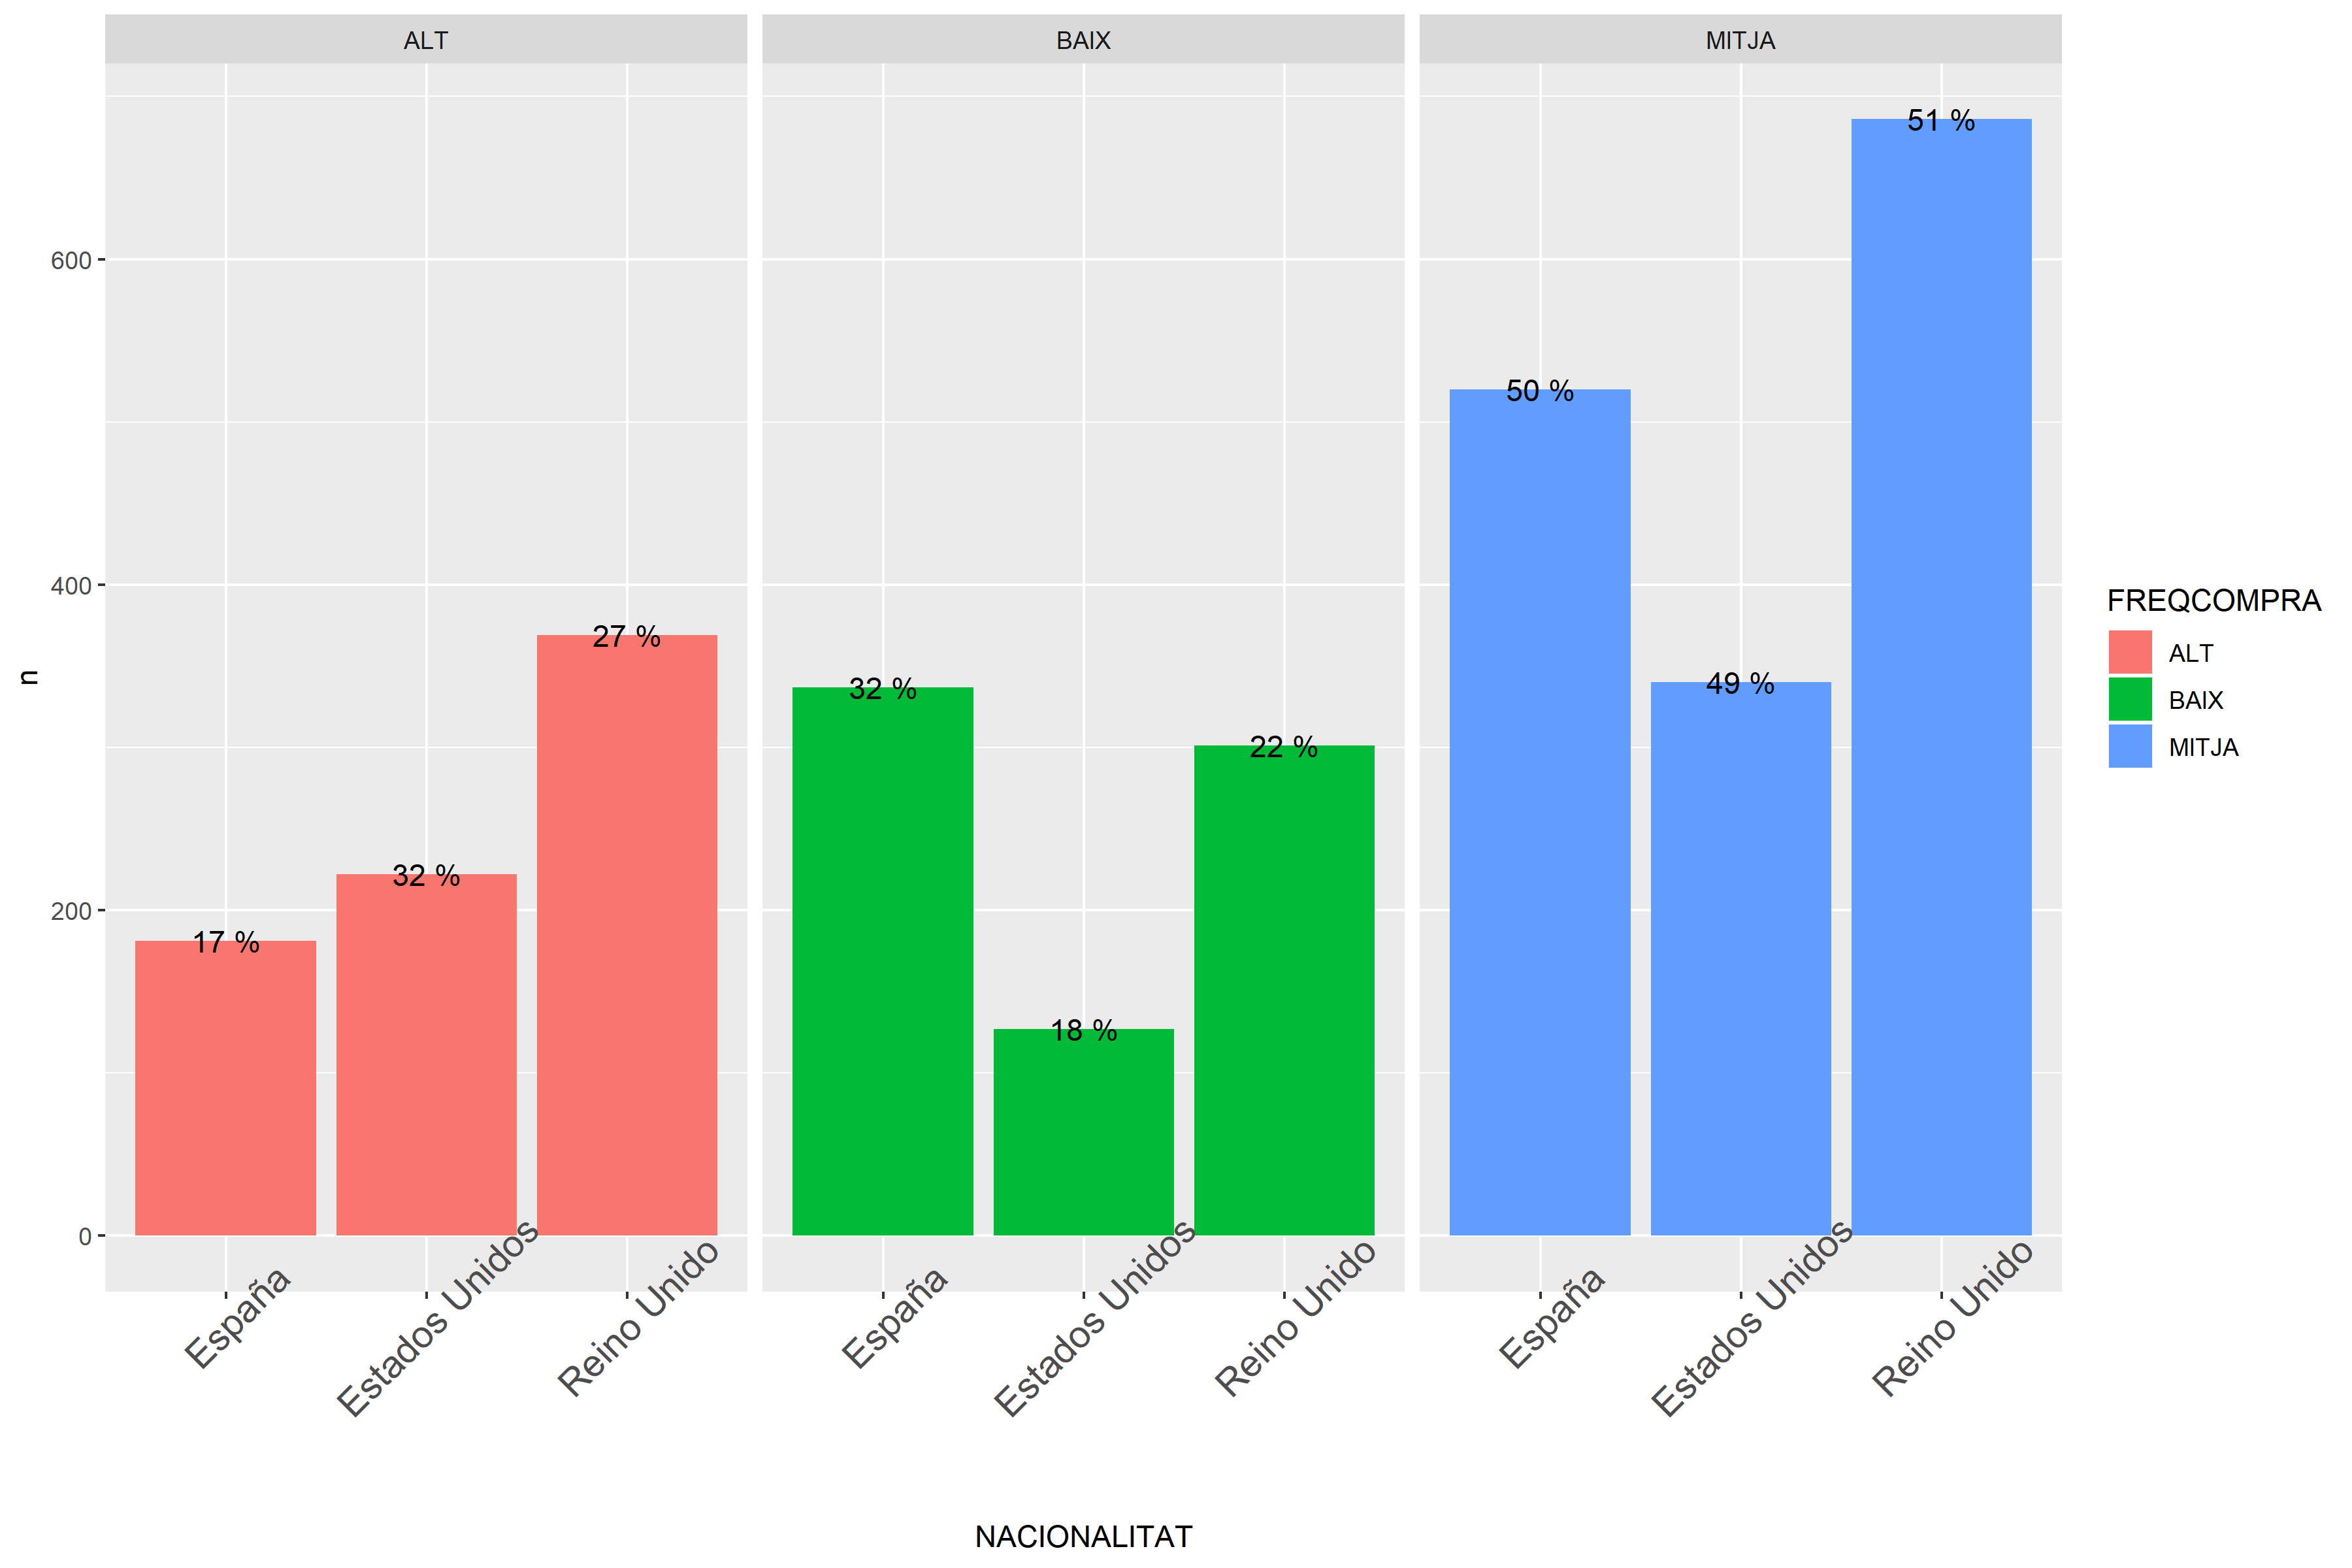 ALT
BAIX
MITJA
51 %
600
50 %
400
FREQCOMPRA
27 %
ALT
n
32 %
49 %
BAIX
22 %
MITJA
32 %
200
17 %
18 %
0
España
Estados Unidos
Reino Unido
España
Estados Unidos
Reino Unido
España
Estados Unidos
Reino Unido
NACIONALITAT